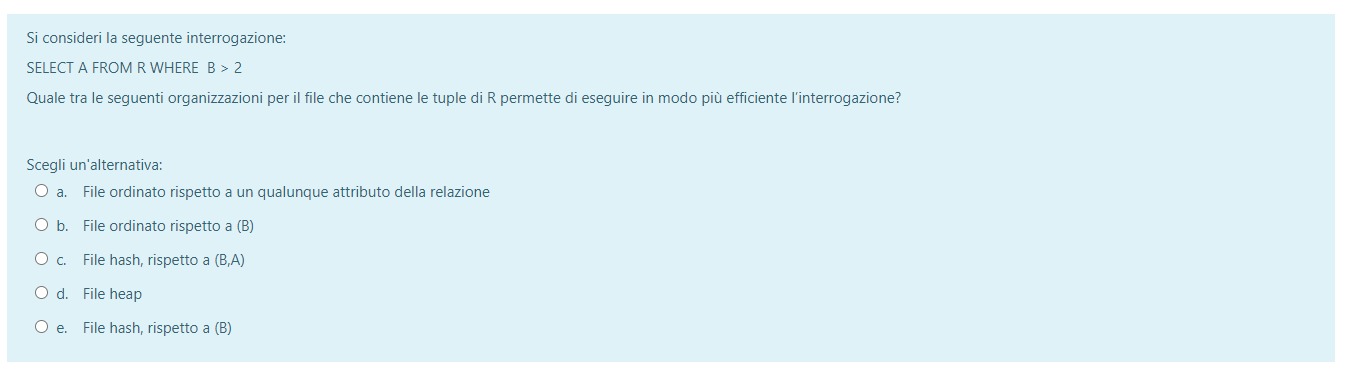 Si consideri la seguente interrogazione:
SELECT A FROM R WHERE B > 2
Quale tra le seguenti organizzazioni per il file che contiene le tuple di R permette di eseguire in modo più efficiente l'interrogazione?
Scegli un'alternativa:
a. File ordinato rispetto a un qualunque attributo della relazione
b. File ordinato rispetto a (B)
c. File hash, rispetto a (B,A)
d. File heap
e. File hash, rispetto a (B)